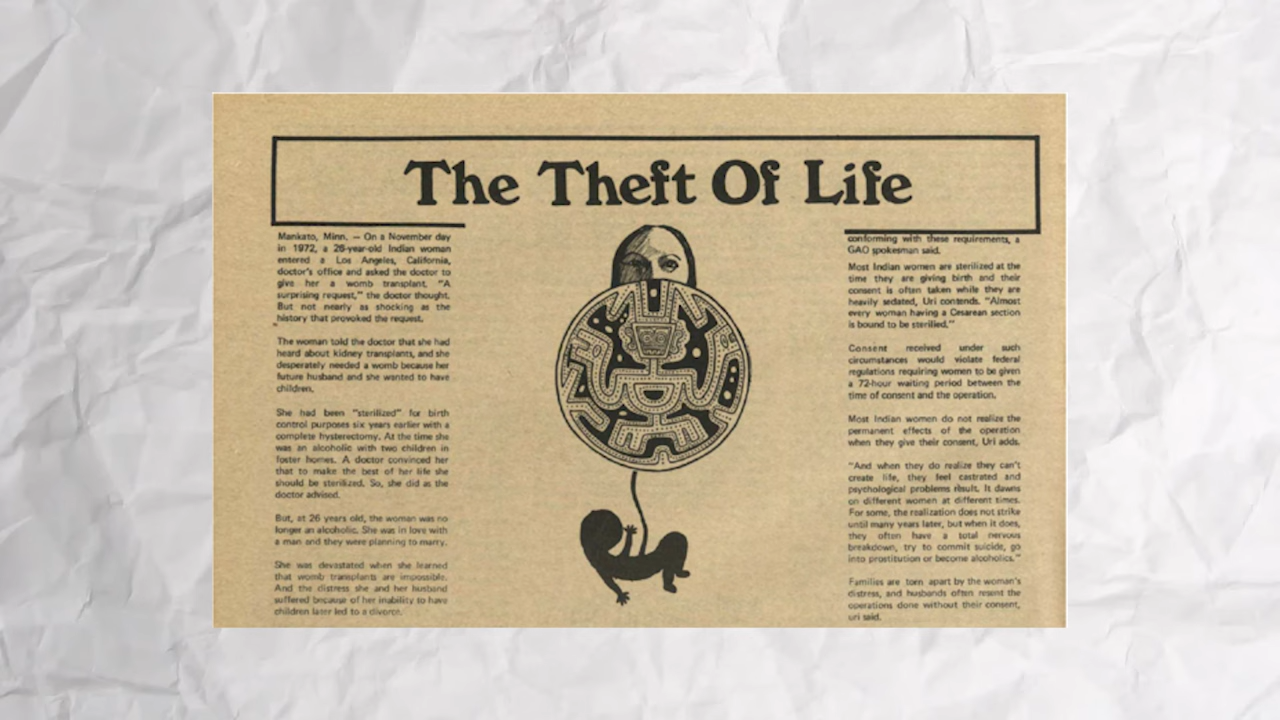 The Theft Of Life
Mankato, Minn. — On a November day
in 1972, a 26-year-old Indian woman
entered a Los Angeles, California,
doctor's office and asked the doctor to
give her a womb transplant. "A
surprising request," the doctor thought.
But not nearly as shocking as the
history that provoked the request.
The woman told the doctor that she had
heard about kidney transplants, and she
desperately needed a womb because her
future husband and she wanted to have
children.
She had been "sterilized" for birth
control purposes six years earlier with a
complete hysterectomy. At the time she
was an alcoholic with two children in
foster homes. A doctor convinced her
that to make the best of her life she
should be sterilized. So, she did as the
doctor advised.
But, at 26 years old, the woman was no
longer an alcoholic. She was in love with
a man and they were planning to marry.
She was devastated when she learned
that womb transplants are impossible.
And the distress she and her husband
suffered because of her inability to have
children later led to a divorce.
conforming with these requirements, a
GAO spokesman said.
Most Indian women are sterilized at the
time they are giving birth and their
consent is often taken while they are
heavily sedated, Uri contends. "Almost
every woman having a Cesarean section
is bound to be sterilied."
Consent received under such
circumstances would violate federal
regulations requiring women to be given
a 72-hour waiting period between the
time of consent and the operation.
Most Indian women do not realize the
permanent effects of the operation
when they give their consent, Uri adds.
"And when they do realize they can't
create life, they feel castrated and
psychological problems result. It dawns
on different women at different times.
For some, the realization does not strike
until many years later, but when it does,
they often have a total nervous
breakdown, try to commit suicide, go
into prostitution or become alcoholics."
Families are torn apart by the woman's
distress, and husbands often resent the
operations done without their consent,
uri said.